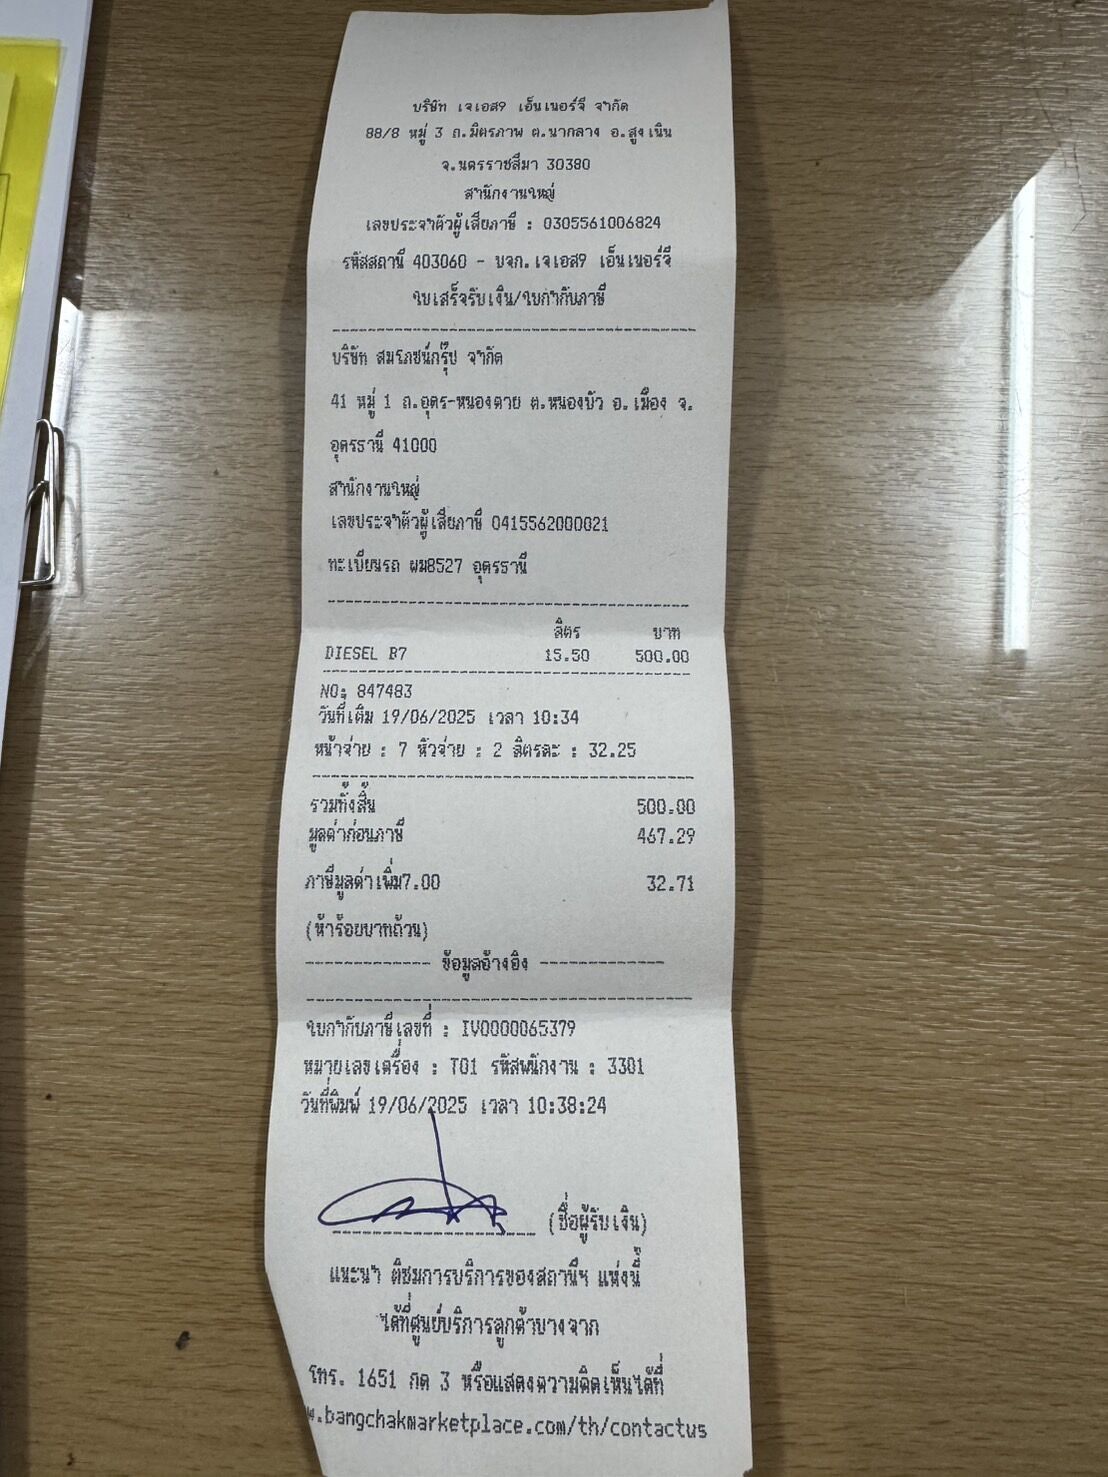 บริษัท เจเอส9 เอ็นเนอร์จี จำกัด
88/8 หมู่ 3 ถ.มิตรภาพ ต.นากลาง อ.สูงเนิน
จ.นครราชสีมา 30380
สำนักงานใหญ่
เลขประจำตัวผู้เสียภาษี : 0305561006824
รหัสสถานี 403060 - บจก.เจเอส9 เอ็นเนอร์จี
ใบเสร็จรับเงิน/ใบกำกับภาษี
บริษัท สมโภชน์กรุ๊ป จำกัด
41 หมู่ 1 ถ.อุดร-หนองคาย ต.หนองบัว อ.เมือง จ.
อุดรธานี 41000
สำนักงานใหญ่
เลขประจำตัวผู้เสียภาษี 0415562000021
ทะเบียนรถ ผม8527 อุดรธานี
ลิตร บาท
DIESEL B7 15.50 500.00
NO: 847483
วันที่เติม 19/06/2025 เวลา 10:34
หน้าจ่าย : 7 หัวจ่าย : 2 ลิตรละ : 32.25
รวมทั้งสิ้น 500.00
มูลค่าก่อนภาษี 467.29
ภาษีมูลค่าเพิ่ม7.00 32.71
(ห้าร้อยบาทถ้วน)
---------- ข้อมูลอ้างอิง ----------
ใบกำกับภาษีเลขที่ : IV0000065379
หมายเลขเครื่อง : T01 รหัสพนักงาน : 3301
วันที่พิมพ์ 19/06/2025 เวลา 10:38:24
(ชื่อผู้รับเงิน)
แนะนำ ติชมการบริการของสถานีฯ แห่งนี้
ได้ที่ศูนย์บริการลูกค้าบางจาก
โทร. 1651 กด 3 หรือแสดงความคิดเห็นได้ที่
w.bangchakmarketplace.com/th/contactus